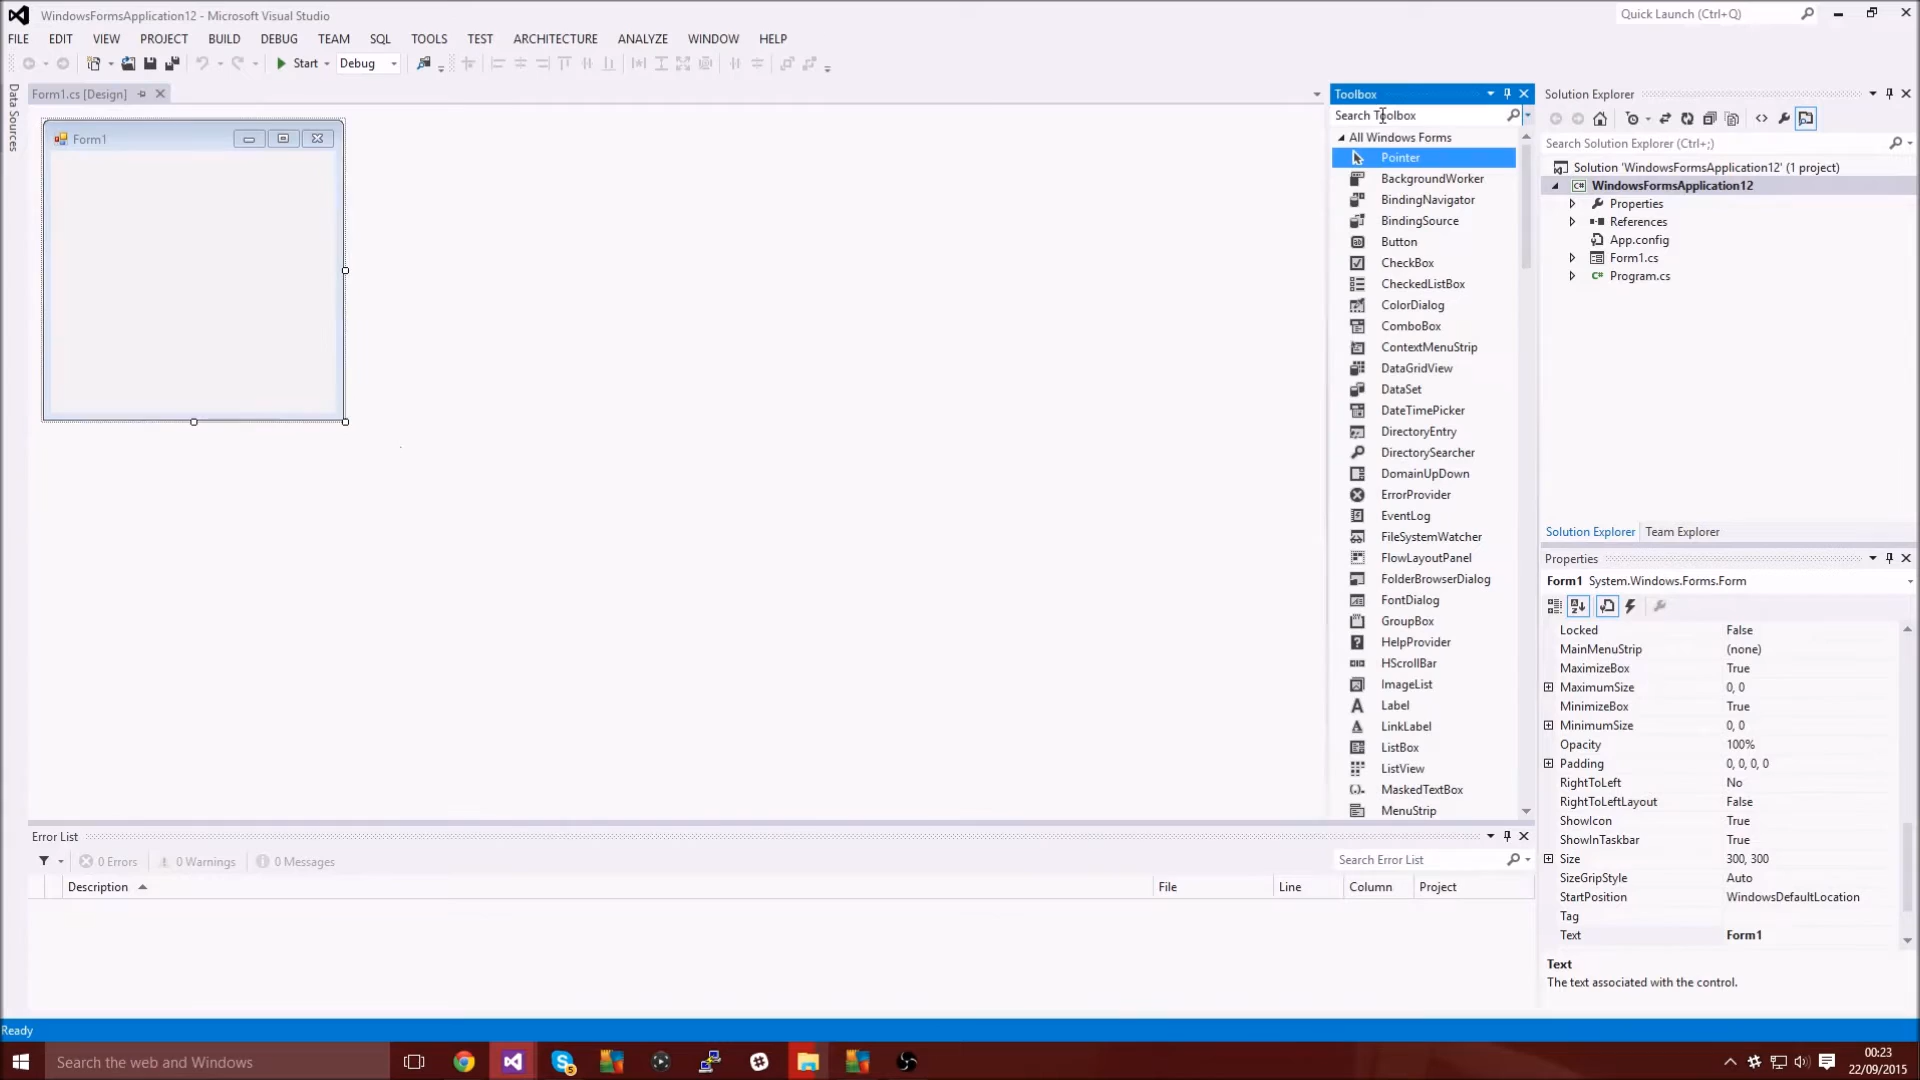 WindowsFormsApplication12 - Microsoft Visual Studio
Quick Launch (Ctrl+Q)
FILE EDIT VIEW PROJECT BUILD DEBUG TEAM SQL TOOLS TEST ARCHITECTURE ANALYZE WINDOW HELP
Start Debug
Data Sources
Form1.cs [Design]
Form1
Toolbox
Search Toolbox
All Windows Forms
Pointer
BackgroundWorker
BindingNavigator
BindingSource
Button
CheckBox
CheckedListBox
ColorDialog
ComboBox
ContextMenuStrip
DataGridView
DataSet
DateTimePicker
DirectoryEntry
DirectorySearcher
DomainUpDown
ErrorProvider
EventLog
FileSystemWatcher
FlowLayoutPanel
FolderBrowserDialog
FontDialog
GroupBox
HelpProvider
HScrollBar
ImageList
Label
LinkLabel
ListBox
ListView
MaskedTextBox
MenuStrip
Solution Explorer
Search Solution Explorer (Ctrl+;)
Solution 'WindowsFormsApplication12' (1 project)
WindowsFormsApplication12
Properties
References
App.config
Form1.cs
Program.cs
Solution Explorer Team Explorer
Properties
Form1 System.Windows.Forms.Form
Locked False
MainMenuStrip (none)
MaximizeBox True
MaximumSize 0, 0
MinimizeBox True
MinimumSize 0, 0
Opacity 100%
Padding 0, 0, 0, 0
RightToLeft No
RightToLeftLayout False
ShowIcon True
ShowInTaskbar True
Size 300, 300
SizeGripStyle Auto
StartPosition WindowsDefaultLocation
Tag
Text Form1
Text
The text associated with the control.
Error List
0 Errors 0 Warnings 0 Messages
Search Error List
Description File Line Column Project
Ready
Search the web and Windows
00:23
22/09/2015